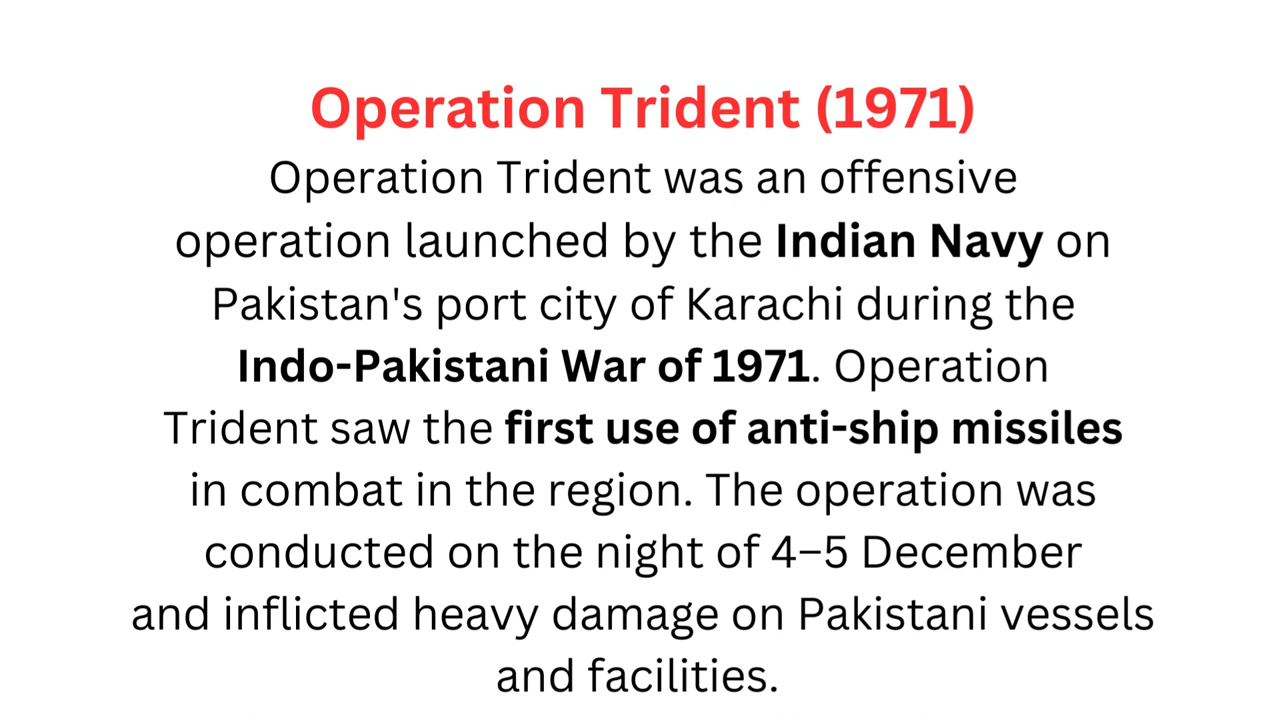 Operation Trident (1971)
Operation Trident was an offensive
operation launched by the Indian Navy on
Pakistan's port city of Karachi during the
Indo-Pakistani War of 1971. Operation
Trident saw the first use of anti-ship missiles
in combat in the region. The operation was
conducted on the night of 4–5 December
and inflicted heavy damage on Pakistani vessels
and facilities.